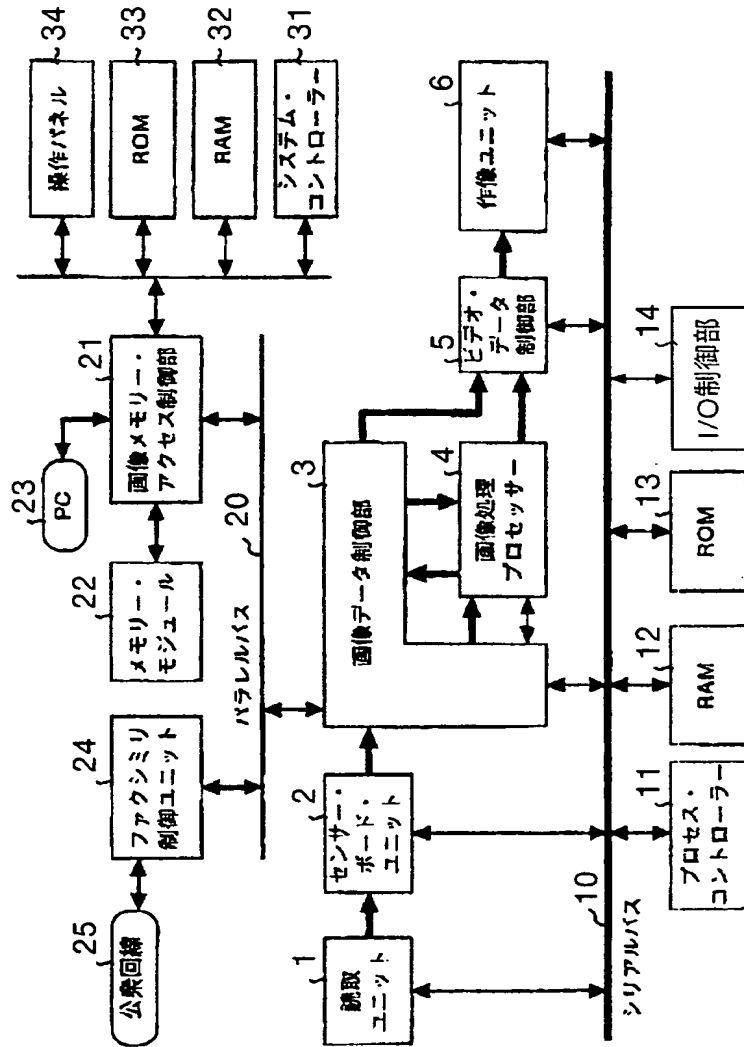 25
公衆回線
24
ファクシミリ
制御ユニット
22
メモリー・
モジュール
23
PC
21
画像メモリー・
アクセス制御部
34
操作パネル
33
ROM
32
RAM
31
システム・
コントローラー
パラレルバス
20
1
読取
ユニット
2
センサー・
ボード・
ユニット
3
画像データ制御部
4
画像処理
プロセッサー
5
ビデオ・
データ
制御部
6
作像ユニット
10
シリアルバス
11
プロセス・
コントローラー
12
RAM
13
ROM
14
I/O制御部